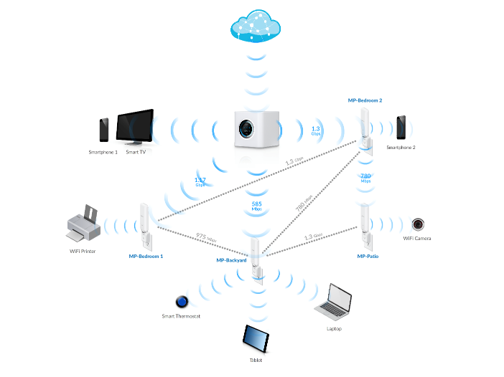 MP-Bedroom 2
1.3
Gbps
Smartphone 1
Smart TV
Smartphone 2
1.3 Gbps
Gbps
780
Mbps
585
Mbps
780 Mbps
1.3 Gbps
975 Mbps
WiFi Printer
MP-Bedroom 1
MP-Backyard
MP-Patio
WiFi Camera
Smart Thermostat
Laptop
Tablet